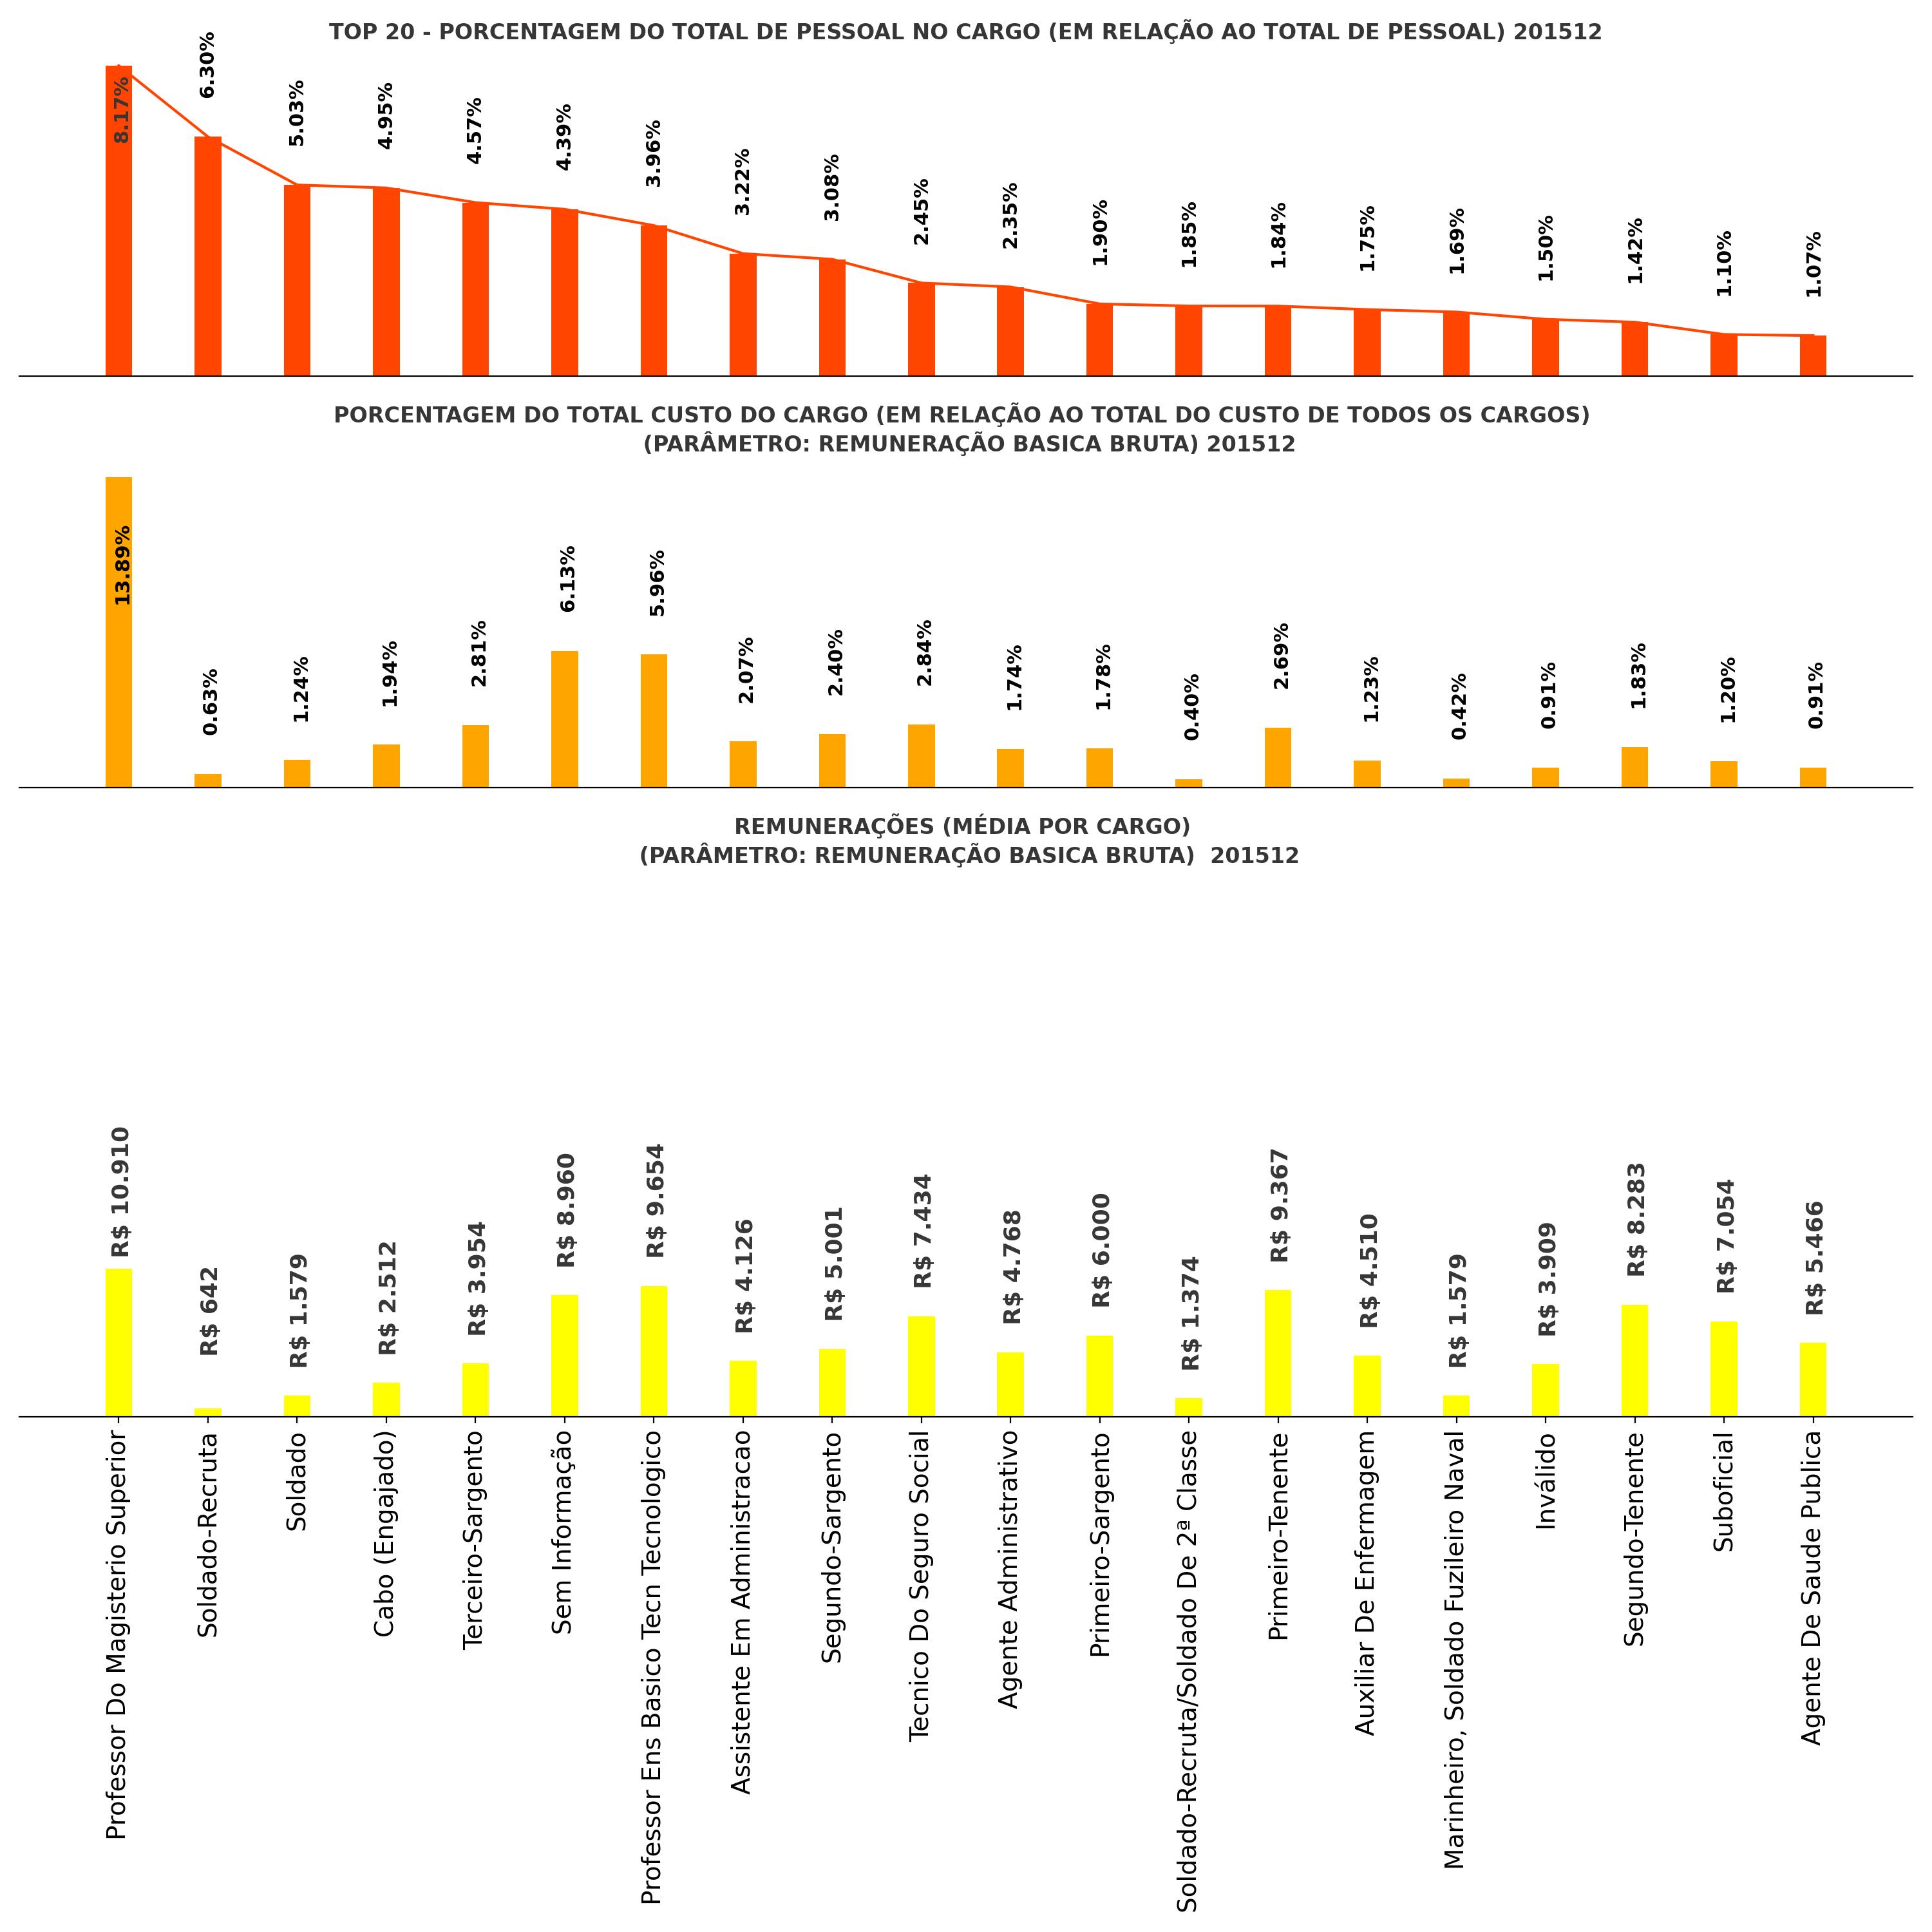 TOP 20 - PORCENTAGEM DO TOTAL DE PESSOAL NO CARGO (EM RELAÇÃO AO TOTAL DE PESSOAL) 201512
8.17%
6.30%
5.03%
4.95%
4.57%
4.39%
3.96%
3.22%
3.08%
2.45%
2.35%
1.90%
1.85%
1.84%
1.75%
1.69%
1.50%
1.42%
1.10%
1.07%
PORCENTAGEM DO TOTAL CUSTO DO CARGO (EM RELAÇÃO AO TOTAL DO CUSTO DE TODOS OS CARGOS)
(PARÂMETRO: REMUNERAÇÃO BASICA BRUTA) 201512
13.89%
0.63%
1.24%
1.94%
2.81%
6.13%
5.96%
2.07%
2.40%
2.84%
1.74%
1.78%
0.40%
2.69%
1.23%
0.42%
0.91%
1.83%
1.20%
0.91%
REMUNERAÇÕES (MÉDIA POR CARGO)
(PARÂMETRO: REMUNERAÇÃO BASICA BRUTA)  201512
R$ 10.910
R$ 642
R$ 1.579
R$ 2.512
R$ 3.954
R$ 8.960
R$ 9.654
R$ 4.126
R$ 5.001
R$ 7.434
R$ 4.768
R$ 6.000
R$ 1.374
R$ 9.367
R$ 4.510
R$ 1.579
R$ 3.909
R$ 8.283
R$ 7.054
R$ 5.466
Professor Do Magisterio Superior
Soldado-Recruta
Soldado
Cabo (Engajado)
Terceiro-Sargento
Sem Informação
Professor Ens Basico Tecn Tecnologico
Assistente Em Administracao
Segundo-Sargento
Tecnico Do Seguro Social
Agente Administrativo
Primeiro-Sargento
Soldado-Recruta/Soldado De 2ª Classe
Primeiro-Tenente
Auxiliar De Enfermagem
Marinheiro, Soldado Fuzileiro Naval
Inválido
Segundo-Tenente
Suboficial
Agente De Saude Publica